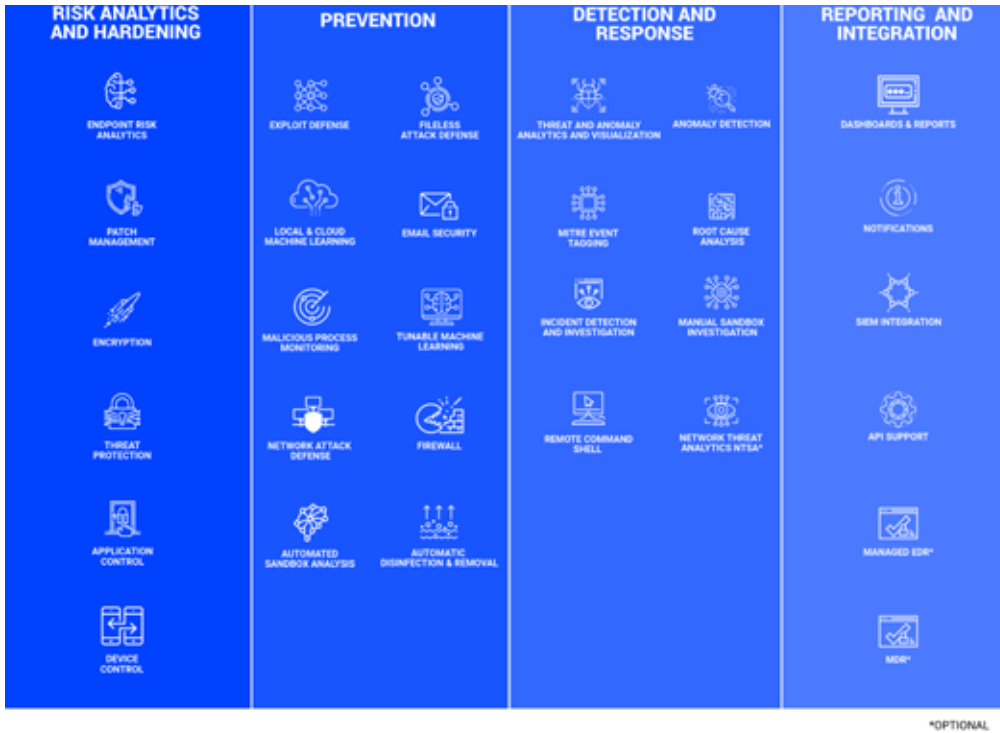 RISK ANALYTICS
AND HARDENING
ENDPOINT RISK
ANALYTICS
PATCH
MANAGEMENT
ENCRYPTION
THREAT
PROTECTION
APPLICATION
CONTROL
DEVICE
CONTROL
PREVENTION
EXPLOIT DEFENSE
FILELESS
ATTACK DEFENSE
LOCAL & CLOUD
MACHINE LEARNING
EMAIL SECURITY
MALICIOUS PROCESS
MONITORING
TUNABLE MACHINE
LEARNING
NETWORK ATTACK
DEFENSE
FIREWALL
AUTOMATED
SANDBOX ANALYSIS
AUTOMATIC
DISINFECTION & REMOVAL
DETECTION AND
RESPONSE
THREAT AND ANOMALY
ANALYTICS AND VISUALIZATION
ANOMALY DETECTION
MITRE EVENT
TAGGING
ROOT CAUSE
ANALYSIS
INCIDENT DETECTION
AND INVESTIGATION
MANUAL SANDBOX
INVESTIGATION
REMOTE COMMAND
SHELL
NETWORK THREAT
ANALYTICS NTSA*
REPORTING AND
INTEGRATION
DASHBOARDS & REPORTS
NOTIFICATIONS
SIEM INTEGRATION
API SUPPORT
MANAGED EDR*
MDR*
*OPTIONAL